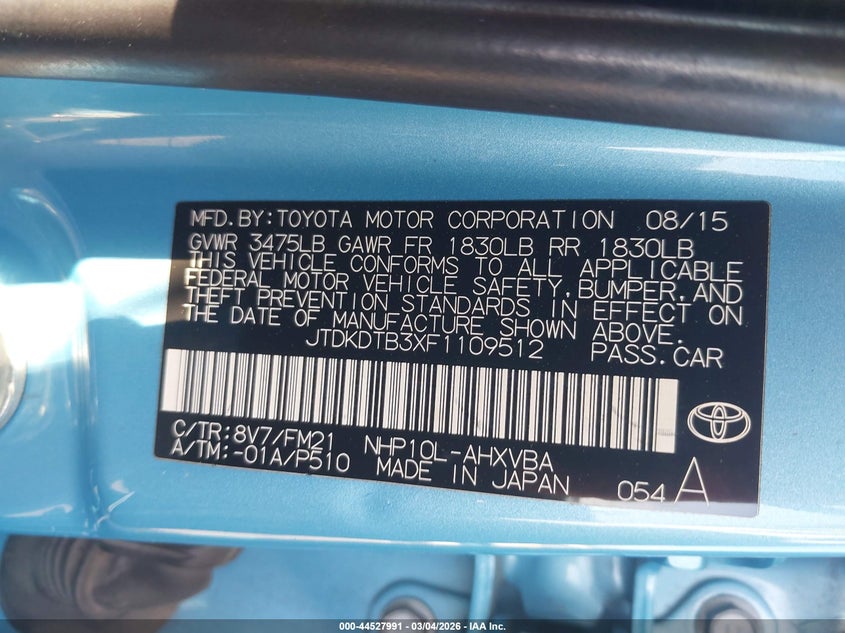 MFD.BY:TOYOTA MOTOR CORPORATION 08/15
GVWR 3475LB GAWR FR 1830LB RR 1830LB
THIS VEHICLE CONFORMS TO ALL APPLICABLE
FEDERAL MOTOR VEHICLE SAFETY,BUMPER,AND
THEFT PREVENTION STANDARDS IN EFFECT ON
THE DATE OF MANUFACTURE SHOWN ABOVE.
JTDKDTB3XF1109512 PASS.CAR
C/TR:8V7/FM21 NHP10L-AHXVBA
A/TM:-01A/P510 MADE IN JAPAN
054 A
000-44527991 - 03/04/2026 - IAA Inc.